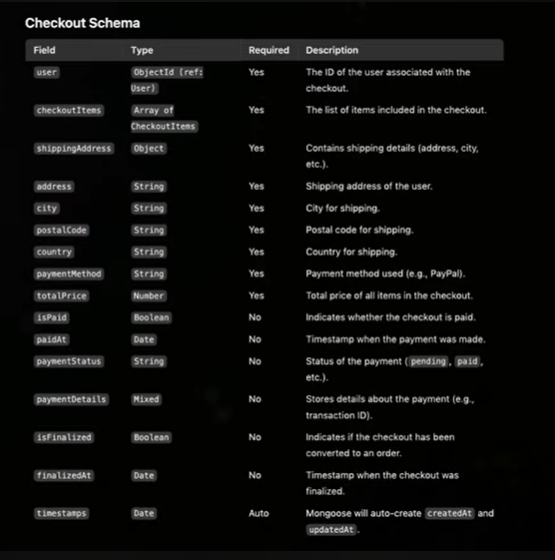 Checkout Schema
Field Type Required Description
user ObjectId (ref: Yes The ID of the user associated with the
User) checkout.
checkoutItems Array of Yes The list of items included in the checkout.
CheckoutItems
shippingAddress Object Yes Contains shipping details (address, city,
etc.).
address String Yes Shipping address of the user.
city String Yes City for shipping.
postalCode String Yes Postal code for shipping.
country String Yes Country for shipping.
paymentMethod String Yes Payment method used (e.g., PayPal).
totalPrice Number Yes Total price of all items in the checkout.
isPaid Boolean No Indicates whether the checkout is paid.
paidAt Date No Timestamp when the payment was made.
paymentStatus String No Status of the payment ( pending , paid ,
etc.).
paymentDetails Mixed No Stores details about the payment (e.g.,
transaction ID).
isFinalized Boolean No Indicates if the checkout has been
converted to an order.
finalizedAt Date No Timestamp when the checkout was
finalized.
timestamps Date Auto Mongoose will auto-create createdAt and
updatedAt .